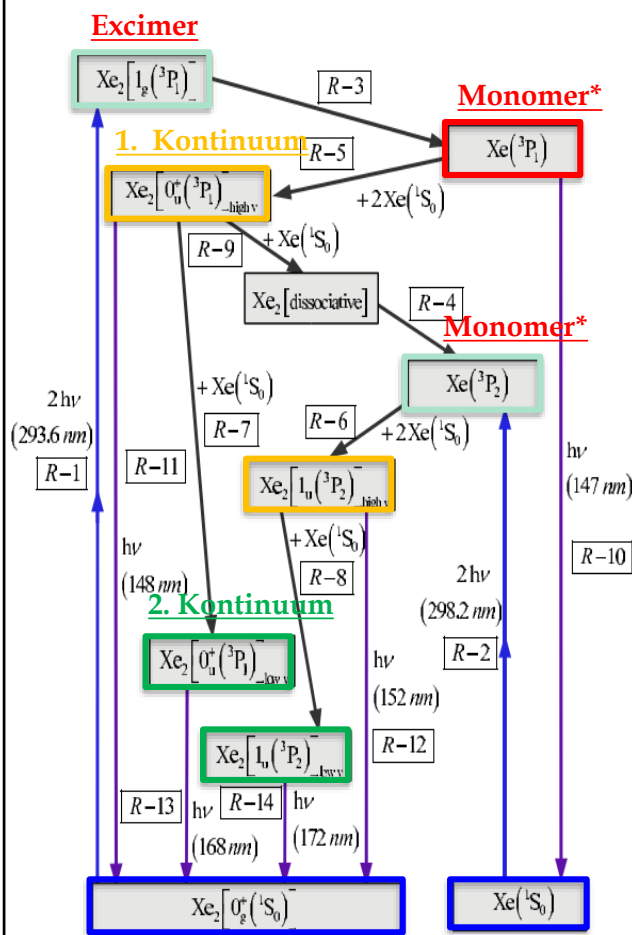 Excimer
Xe₂[1g(³P₁)]
R–3
Monomer*
Xe(³P₁)
1. Kontinuum
R–5
+2Xe(¹S₀)
Xe₂[0u⁺(³P₁)]high v
R–9
+Xe(¹S₀)
Xe₂[dissociative]
R–4
Monomer*
Xe(³P₂)
+Xe(¹S₀)
R–7
R–6
+2Xe(¹S₀)
2hν
(293.6 nm)
R–1
R–11
Xe₂[1u(³P₂)]high v
hν
(147 nm)
R–10
+Xe(¹S₀)
R–8
hν
(148 nm)
2. Kontinuum
2hν
(298.2 nm)
R–2
Xe₂[0u⁺(³P₁)]low v
hν
(152 nm)
R–12
Xe₂[1u(³P₂)]low v
R–13
hν
(168 nm)
R–14
hν
(172 nm)
Xe₂[0g⁺(¹S₀)]
Xe(¹S₀)